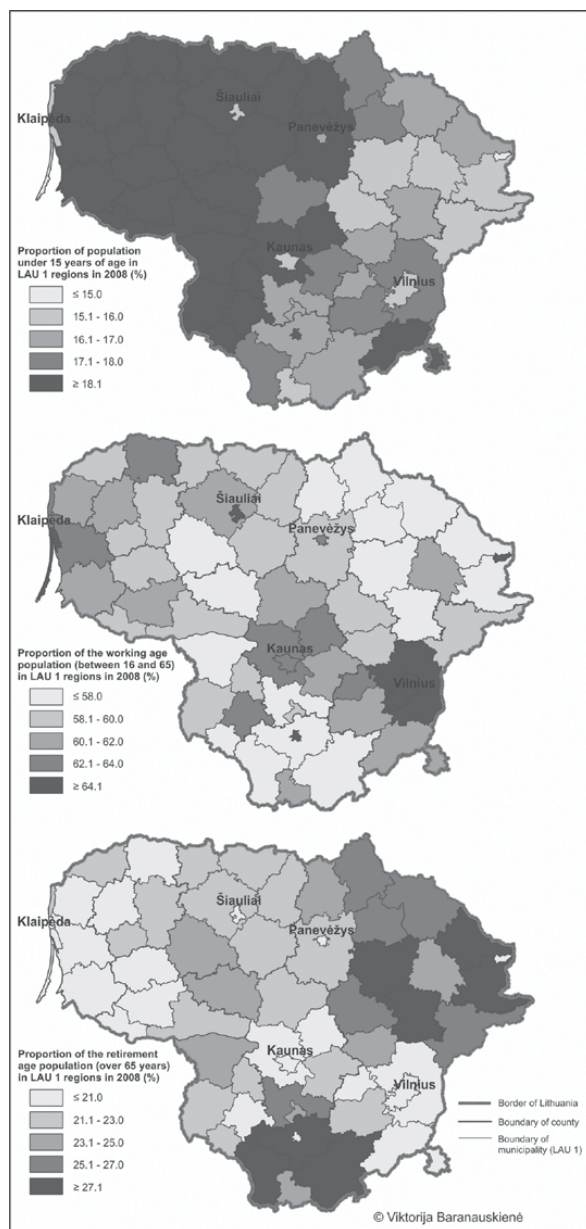 Klaipėda
Šiauliai
Panevėžys
Kaunas
Vilnius
Proportion of population
under 15 years of age in LAU 1 regions in 2008 (%)
≤ 15.0
15.1 - 16.0
16.1 - 17.0
17.1 - 18.0
≥ 18.1
Klaipėda
Šiauliai
Panevėžys
Kaunas
Vilnius
Proportion of the working age
population (between 16 and 65)
in LAU 1 regions in 2008 (%)
≤ 58.0
58.1 - 60.0
60.1 - 62.0
62.1 - 64.0
≥ 64.1
Klaipėda
Šiauliai
Panevėžys
Kaunas
Vilnius
Proportion of the retirement
age population (over 65 years)
in LAU 1 regions in 2008 (%)
≤ 21.0
21.1 - 23.0
23.1 - 25.0
25.1 - 27.0
≥ 27.1
Border of Lithuania
Boundary of county
Boundary of
municipality (LAU 1)
© Viktorija Baranauskienė